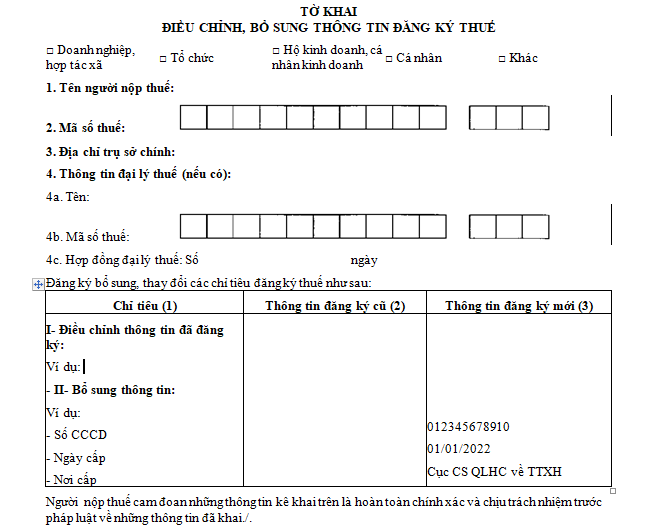 TỜ KHAI
ĐIỀU CHỈNH, BỔ SUNG THÔNG TIN ĐĂNG KÝ THUẾ
□ Doanh nghiệp, hợp tác xã □ Tổ chức □ Hộ kinh doanh, cá nhân kinh doanh □ Cá nhân □ Khác
1. Tên người nộp thuế:
2. Mã số thuế:
3. Địa chỉ trụ sở chính:
4. Thông tin đại lý thuế (nếu có):
4a. Tên:
4b. Mã số thuế:
4c. Hợp đồng đại lý thuế: Số ngày
Đăng ký bổ sung, thay đổi các chỉ tiêu đăng ký thuế như sau:
Chỉ tiêu (1) Thông tin đăng ký cũ (2) Thông tin đăng ký mới (3)
I- Điều chỉnh thông tin đã đăng
ký:
Ví dụ:
- II- Bổ sung thông tin:
Ví dụ:
- Số CCCD 012345678910
- Ngày cấp 01/01/2022
- Nơi cấp Cục CS QLHC về TTXH
Người nộp thuế cam đoan những thông tin kê khai trên là hoàn toàn chính xác và chịu trách nhiệm trước
pháp luật về những thông tin đã khai./.